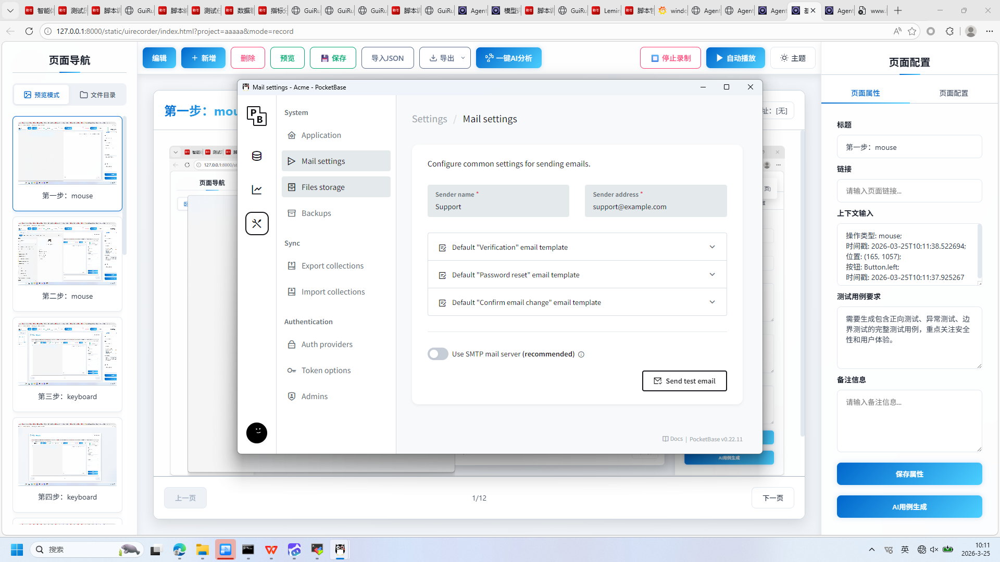 智能 测试历 脚本训 GuiRu 脚本编 测试任 数据驱 指标分 GuiRu GuiRu GuiRu 脚本训 GuiRu Agent 模型评 脚本训 GuiRu Lemin 脚本智 windo Agent Agent Agent Agent www.
127.0.0.1:8000/static/uirecorder/index.html?project=aaaaa&mode=record
页面导航
预览模式 文件目录
第一步：mouse
第二步：mouse
第三步：keyboard
第四步：keyboard
编辑 新增 删除 预览 保存 导入JSON 导出 一键AI分析 停止录制 自动播放 主题
第一步：mou
址：[无]
127.0.0.1:8000/st
页面导航
AI用例生成
上一页 1/12 下一页
Mail settings - Acme - PocketBase
P
B
System
Application
Mail settings
Files storage
Backups
Sync
Export collections
Import collections
Authentication
Auth providers
Token options
Admins
Settings / Mail settings
Configure common settings for sending emails.
Sender name *
Support
Sender address *
support@example.com
Default "Verification" email template
Default "Password reset" email template
Default "Confirm email change" email template
Use SMTP mail server (recommended)
Send test email
Docs | PocketBase v0.22.11
页面配置
页面属性 页面配置
标题
第一步：mouse
链接
请输入页面链接...
上下文输入
操作类型: mouse;
时间戳: 2026-03-25T10:11:38.522694;
位置: (165, 1057);
按钮: Button.left;
时间戳: 2026-03-25T10:11:37.925267
测试用例要求
需要生成包含正向测试、异常测试、边
界测试的完整测试用例，重点关注安全
性和用户体验。
备注信息
请输入备注信息...
保存属性
AI用例生成
搜索
英
10:11
2026-3-25